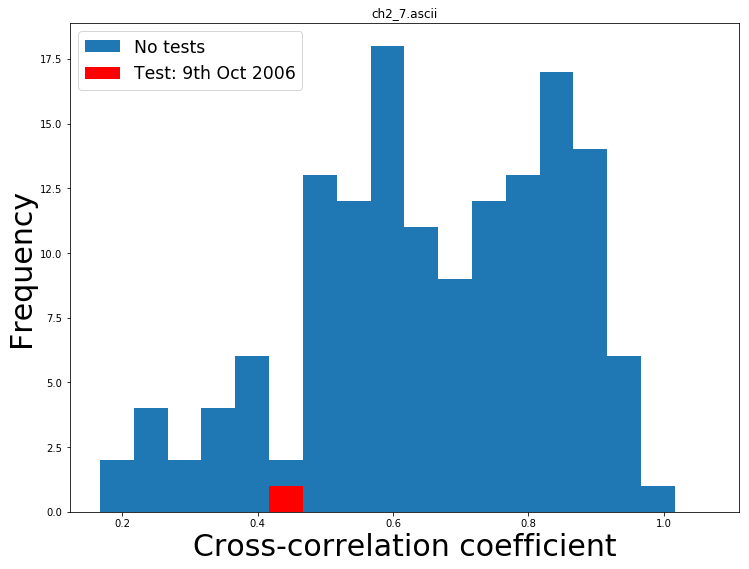 ch2_7.ascii
No tests
Test: 9th Oct 2006
Frequency
17.5
15.0
12.5
10.0
7.5
5.0
2.5
0.0
0.2
0.4
0.6
0.8
1.0
Cross-correlation coefficient